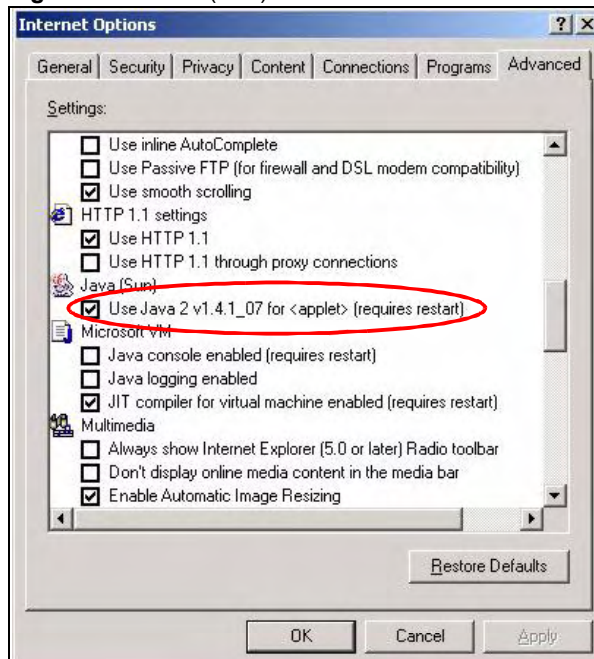 Internet Options
General Security Privacy Content Connections Programs Advanced
Settings:
Use inline AutoComplete
Use Passive FTP (for firewall and DSL modem compatibility)
Use smooth scrolling
HTTP 1.1 settings
Use HTTP 1.1
Use HTTP 1.1 through proxy connections
Java (Sun)
Use Java 2 v1.4.1_07 for <applet> (requires restart)
Microsoft VM
Java console enabled (requires restart)
Java logging enabled
JIT compiler for virtual machine enabled (requires restart)
Multimedia
Always show Internet Explorer (5.0 or later) Radio toolbar
Don't display online media content in the media bar
Enable Automatic Image Resizing
Restore Defaults
OK Cancel Apply